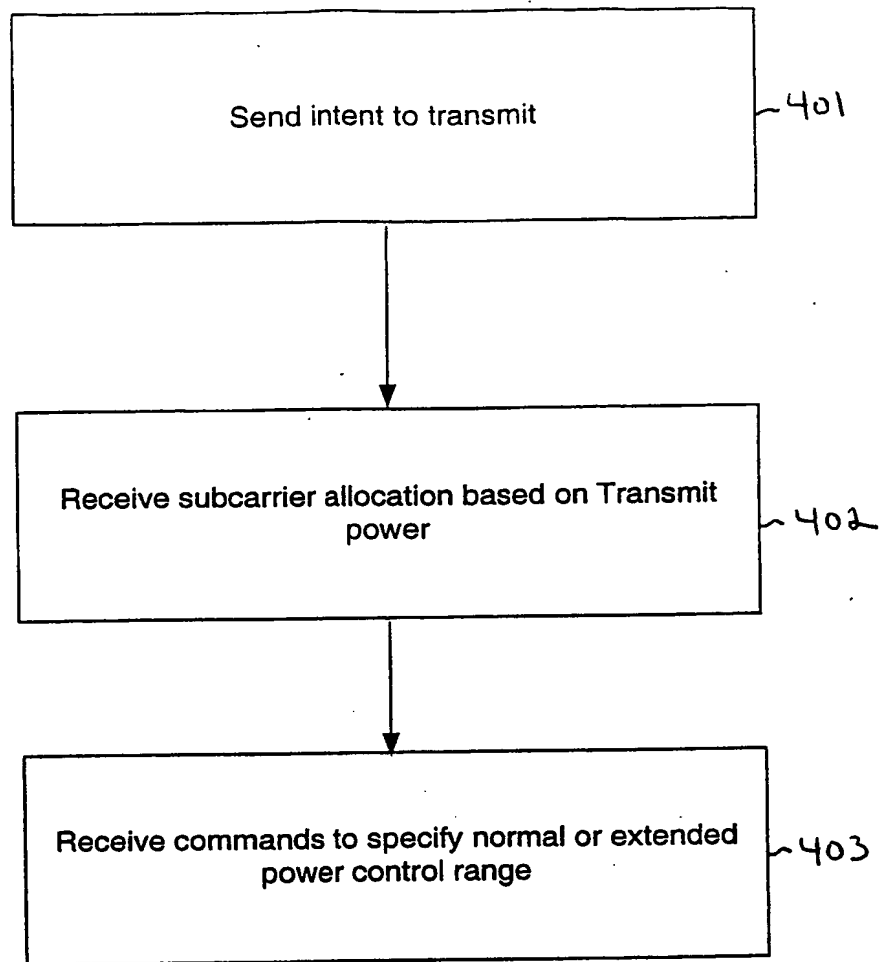 Send intent to transmit
401
Receive subcarrier allocation based on Transmit
power
402
Receive commands to specify normal or extended
power control range
403